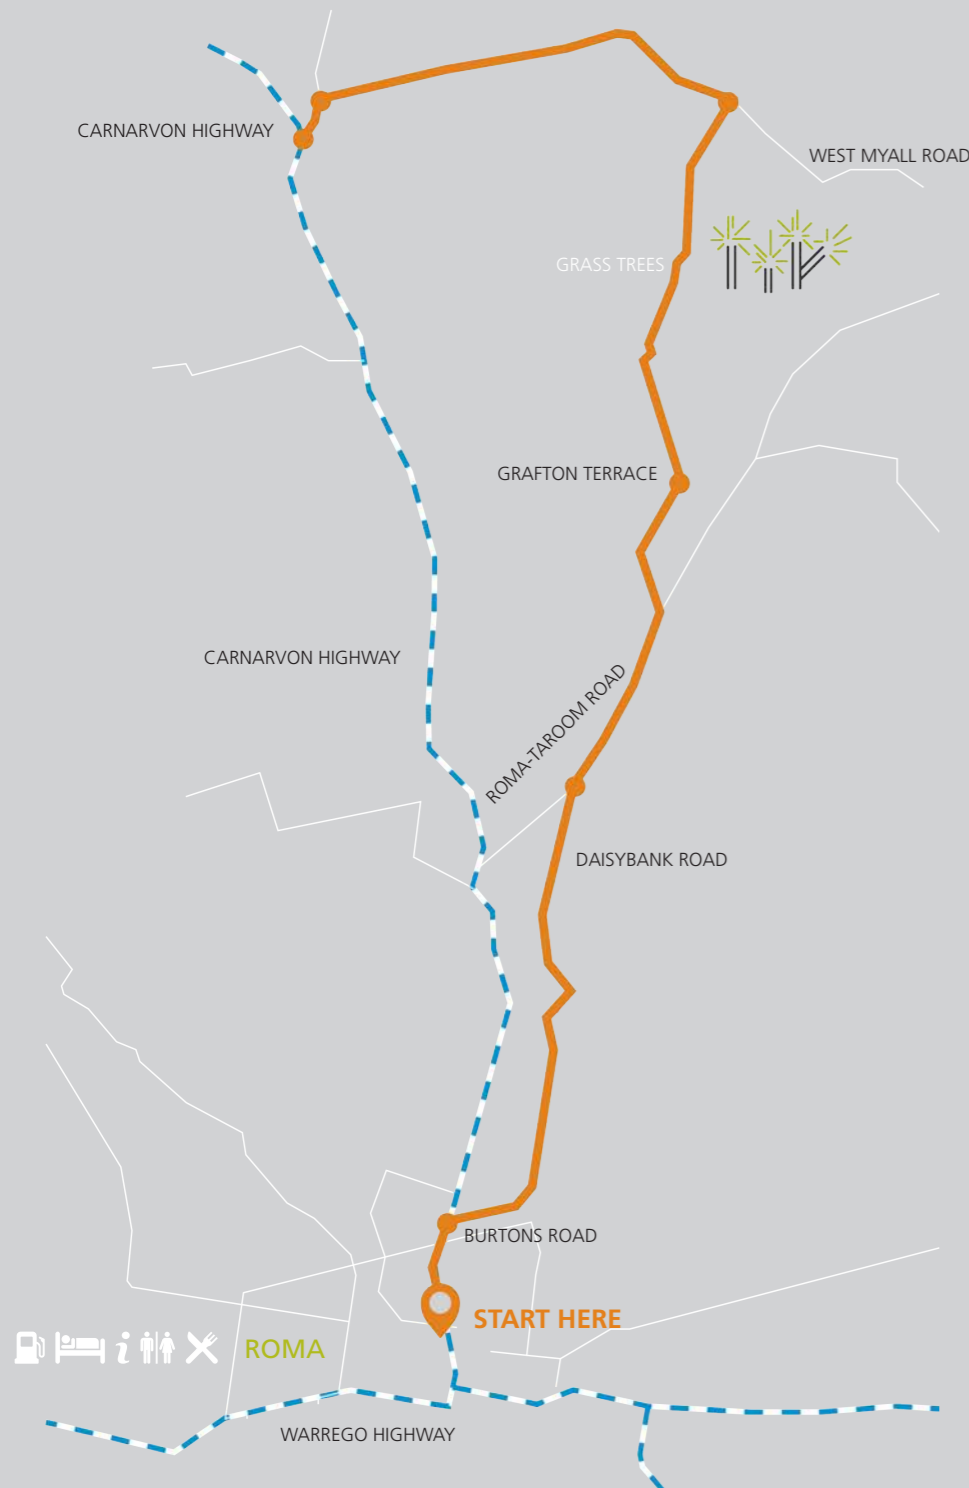 CARNARVON HIGHWAY
WEST MYALL ROAD
GRASS TREES
GRAFTON TERRACE
CARNARVON HIGHWAY
ROMA-TAROOM ROAD
DAISYBANK ROAD
BURTONS ROAD
START HERE
i
ROMA
WARREGO HIGHWAY